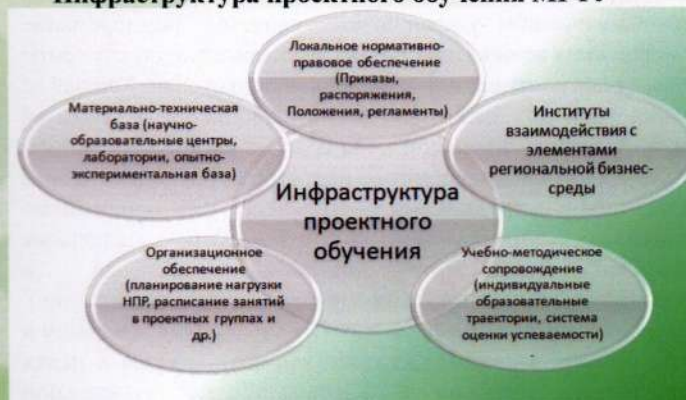 Инфраструктура проектного обучения
Локальное нормативно-
правовое обеспечение
(Приказы,
распоряжения,
Положения, регламенты)
Материально-техническая
база (научно-
образовательные центры,
лаборатории, опытно-
экспериментальная база)
Институты
взаимодействия с
элементами
региональной бизнес-
среды
Инфраструктура
проектного
обучения
Организационное
обеспечение
(планирование нагрузки
НПР, расписание занятий
в проектных группах и
др.)
Учебно-методическое
сопровождение
(индивидуальные
образовательные
траектории, система
оценки успеваемости)
.